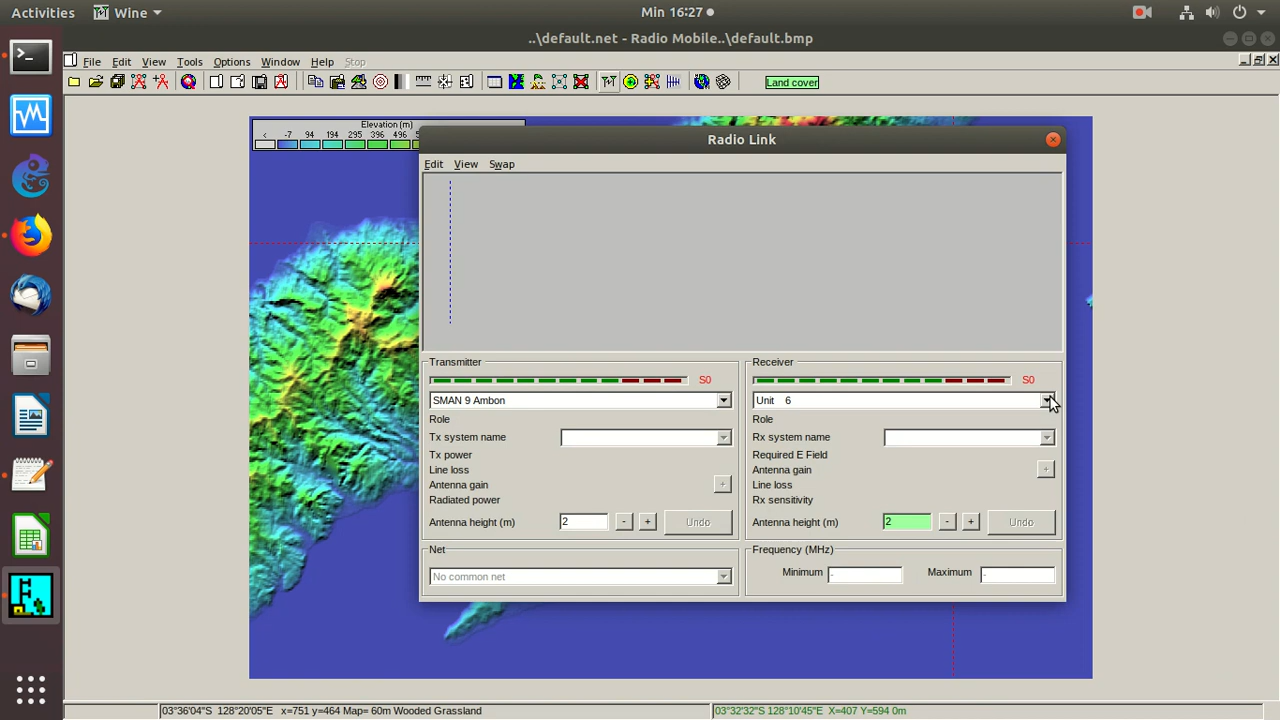 Activities Wine Min 16:27
..\default.net - Radio Mobile..\default.bmp
File Edit View Tools Options Window Help Stop
Land cover
Elevation (m)
< -7 94 194 295 396 496
Radio Link
Edit View Swap
Transmitter
S0
SMAN 9 Ambon
Role
Tx system name
Tx power
Line loss
Antenna gain
+
Radiated power
Antenna height (m) 2 - + Undo
Net
No common net
Receiver
S0
Unit 6
Role
Rx system name
Required E Field
Antenna gain
+
Line loss
Rx sensitivity
Antenna height (m) 2 - + Undo
Frequency (MHz)
Minimum - Maximum -
03°36'04"S 128°20'05"E x=751 y=464 Map= 60m Wooded Grassland
03°32'32"S 128°10'45"E X=407 Y=594 0m